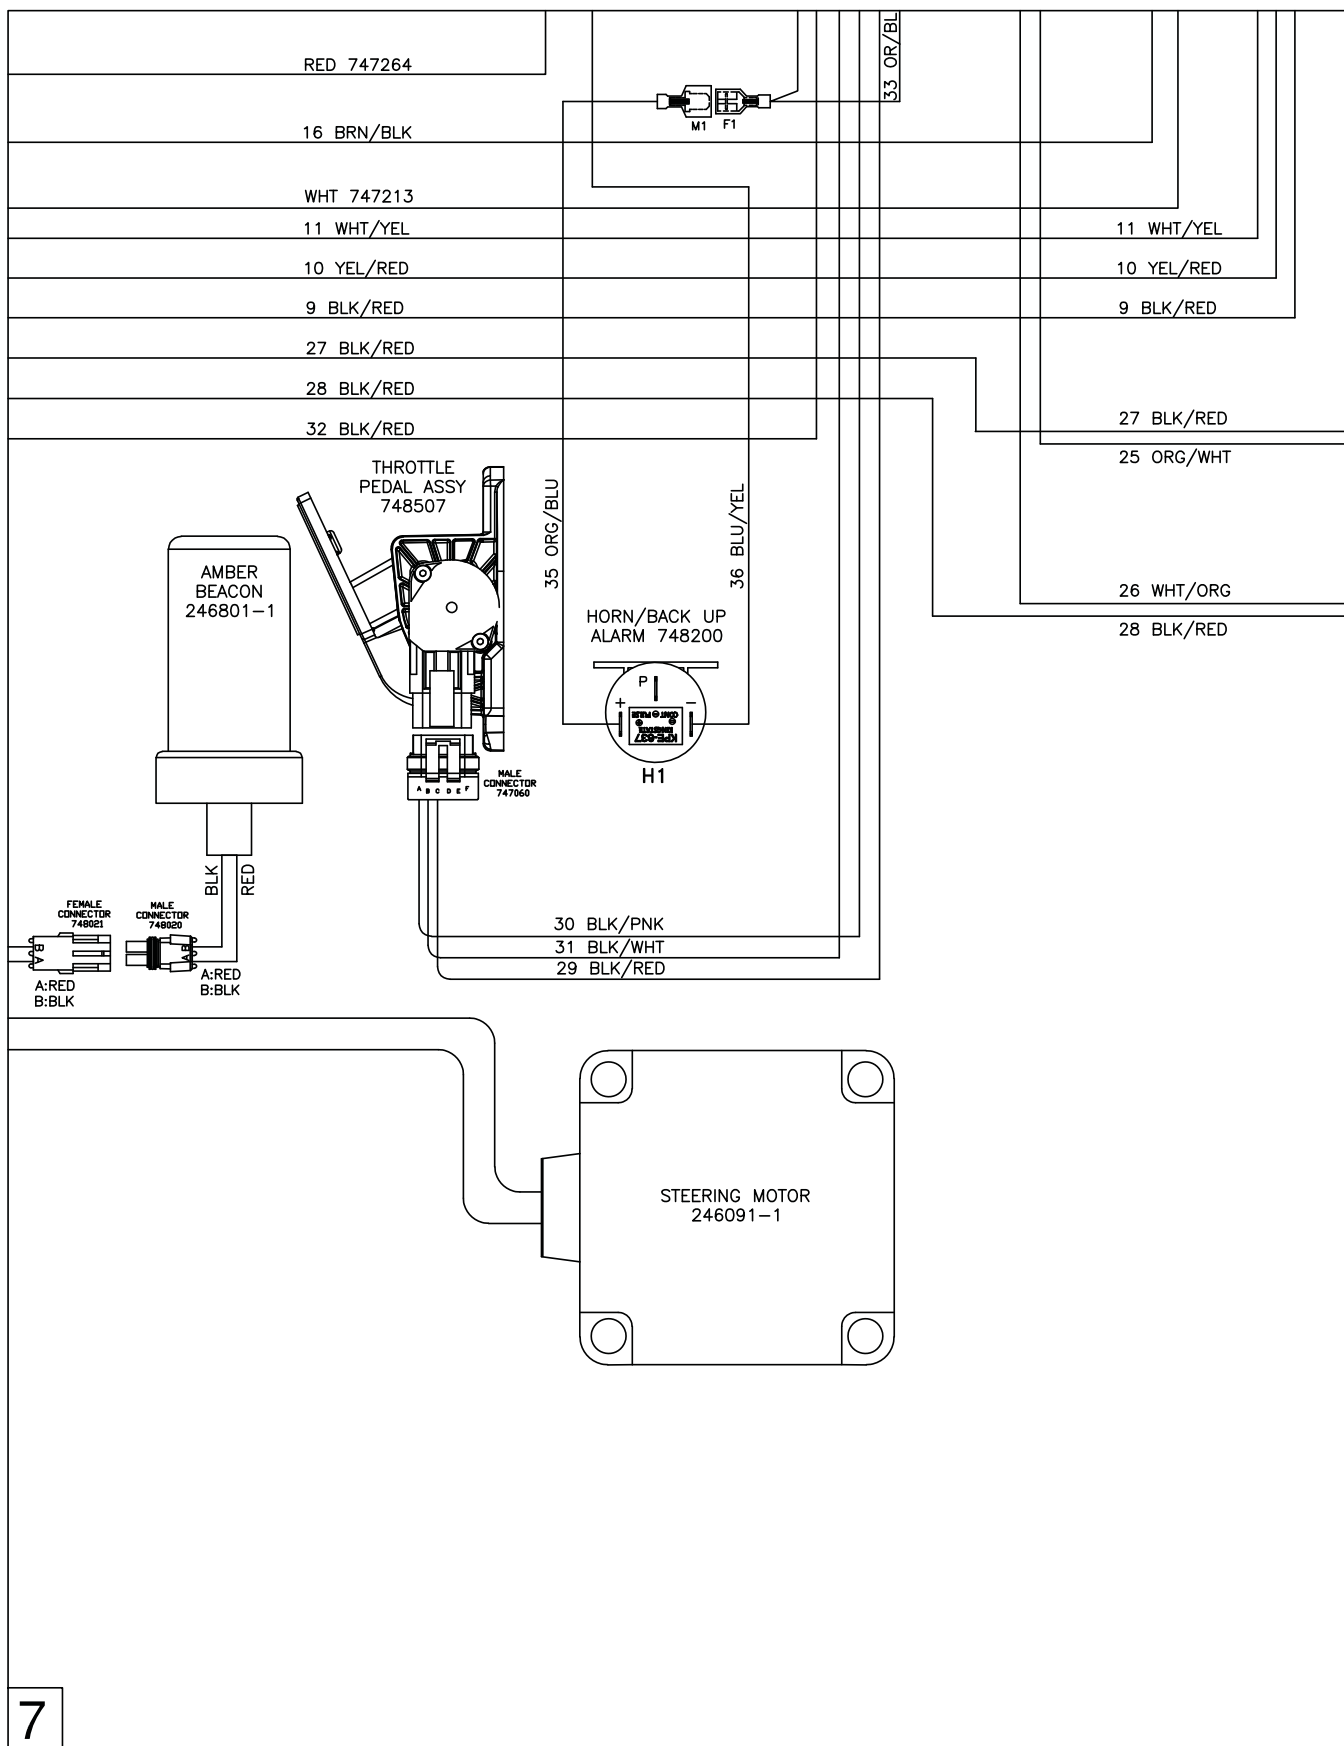 33 OR/BL
RED 747264
M1 F1
16 BRN/BLK
WHT 747213
11 WHT/YEL
11 WHT/YEL
10 YEL/RED
10 YEL/RED
9 BLK/RED
9 BLK/RED
27 BLK/RED
28 BLK/RED
27 BLK/RED
32 BLK/RED
25 ORG/WHT
THROTTLE
PEDAL ASSY
748507
35 ORG/BLU
36 BLU/YEL
AMBER
BEACON
246801-1
26 WHT/ORG
28 BLK/RED
HORN/BACK UP
ALARM 748200
P
+ -
CONT PULSE
KPE-637
H1
MALE
CONNECTOR
747060
A B C D E F
BLK
RED
FEMALE
CONNECTOR
748021
MALE
CONNECTOR
748020
B A
B A
A:RED
B:BLK
A:RED
B:BLK
30 BLK/PNK
31 BLK/WHT
29 BLK/RED
STEERING MOTOR
246091-1
7